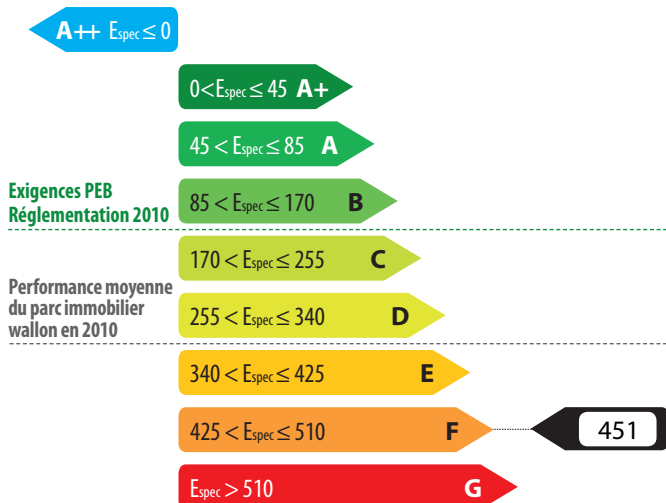 A++ Espec ≤ 0
0<Espec ≤ 45 A+
45 < Espec ≤ 85 A
Exigences PEB
Réglementation 2010
85 < Espec ≤ 170 B
170 < Espec ≤ 255 C
Performance moyenne
du parc immobilier
wallon en 2010
255 < Espec ≤ 340 D
340 < Espec ≤ 425 E
425 < Espec ≤ 510 F 451
Espec > 510 G